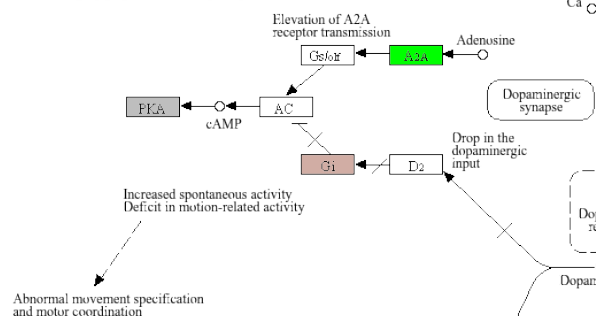 Ca
Elevation of A2A
receptor transmission
Gs/olf
A2A
Adenosine
Dopaminergic
synapse
PKA
AC
cAMP
Drop in the
dopaminergic
input
Gi
D2
Increased spontaneous activity
Deficit in motion-related activity
Abnormal movement specification
and motor coordination